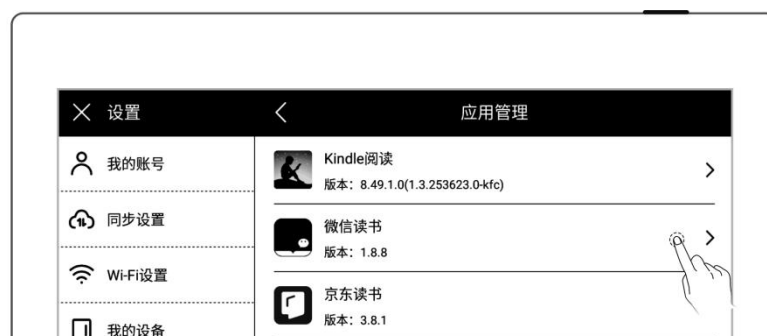 设置
应用管理
我的账号
同步设置
Wi-Fi设置
我的设备
Kindle阅读
版本：8.49.1.0(1.3.253623.0-kfc)
微信读书
版本：1.8.8
京东读书
版本：3.8.1